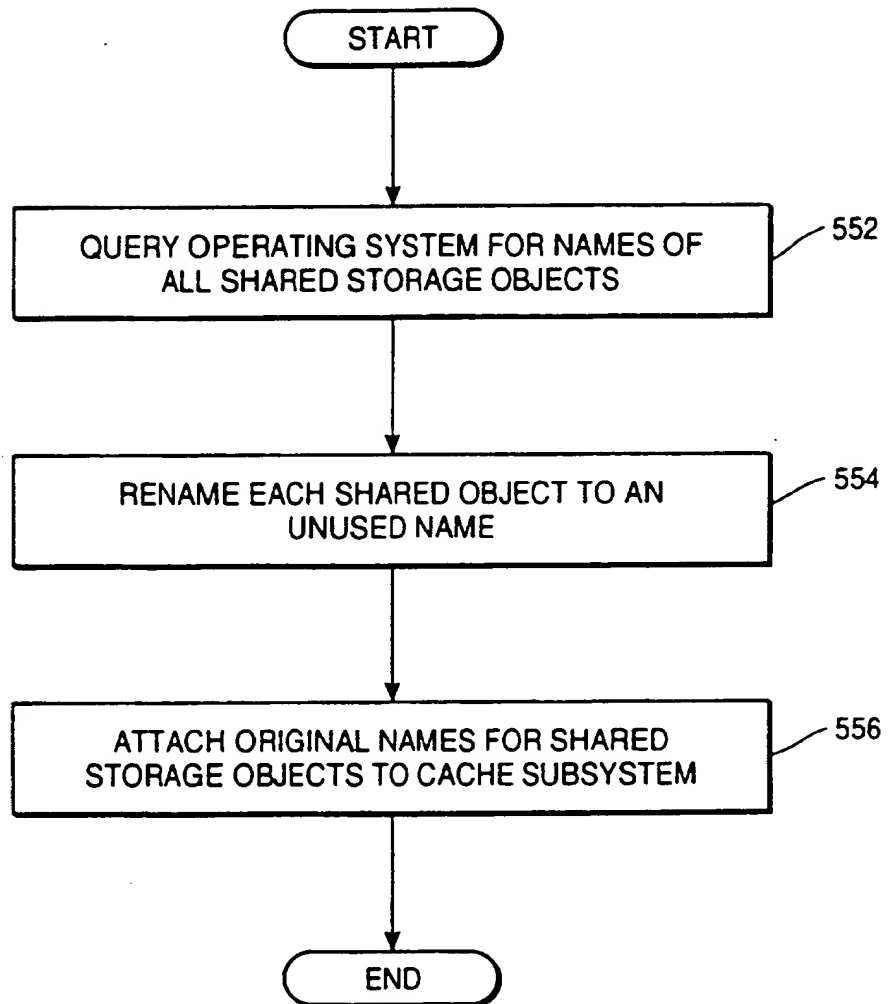 START
QUERY OPERATING SYSTEM FOR NAMES OF
ALL SHARED STORAGE OBJECTS
552
RENAME EACH SHARED OBJECT TO AN
UNUSED NAME
554
ATTACH ORIGINAL NAMES FOR SHARED
STORAGE OBJECTS TO CACHE SUBSYSTEM
556
END